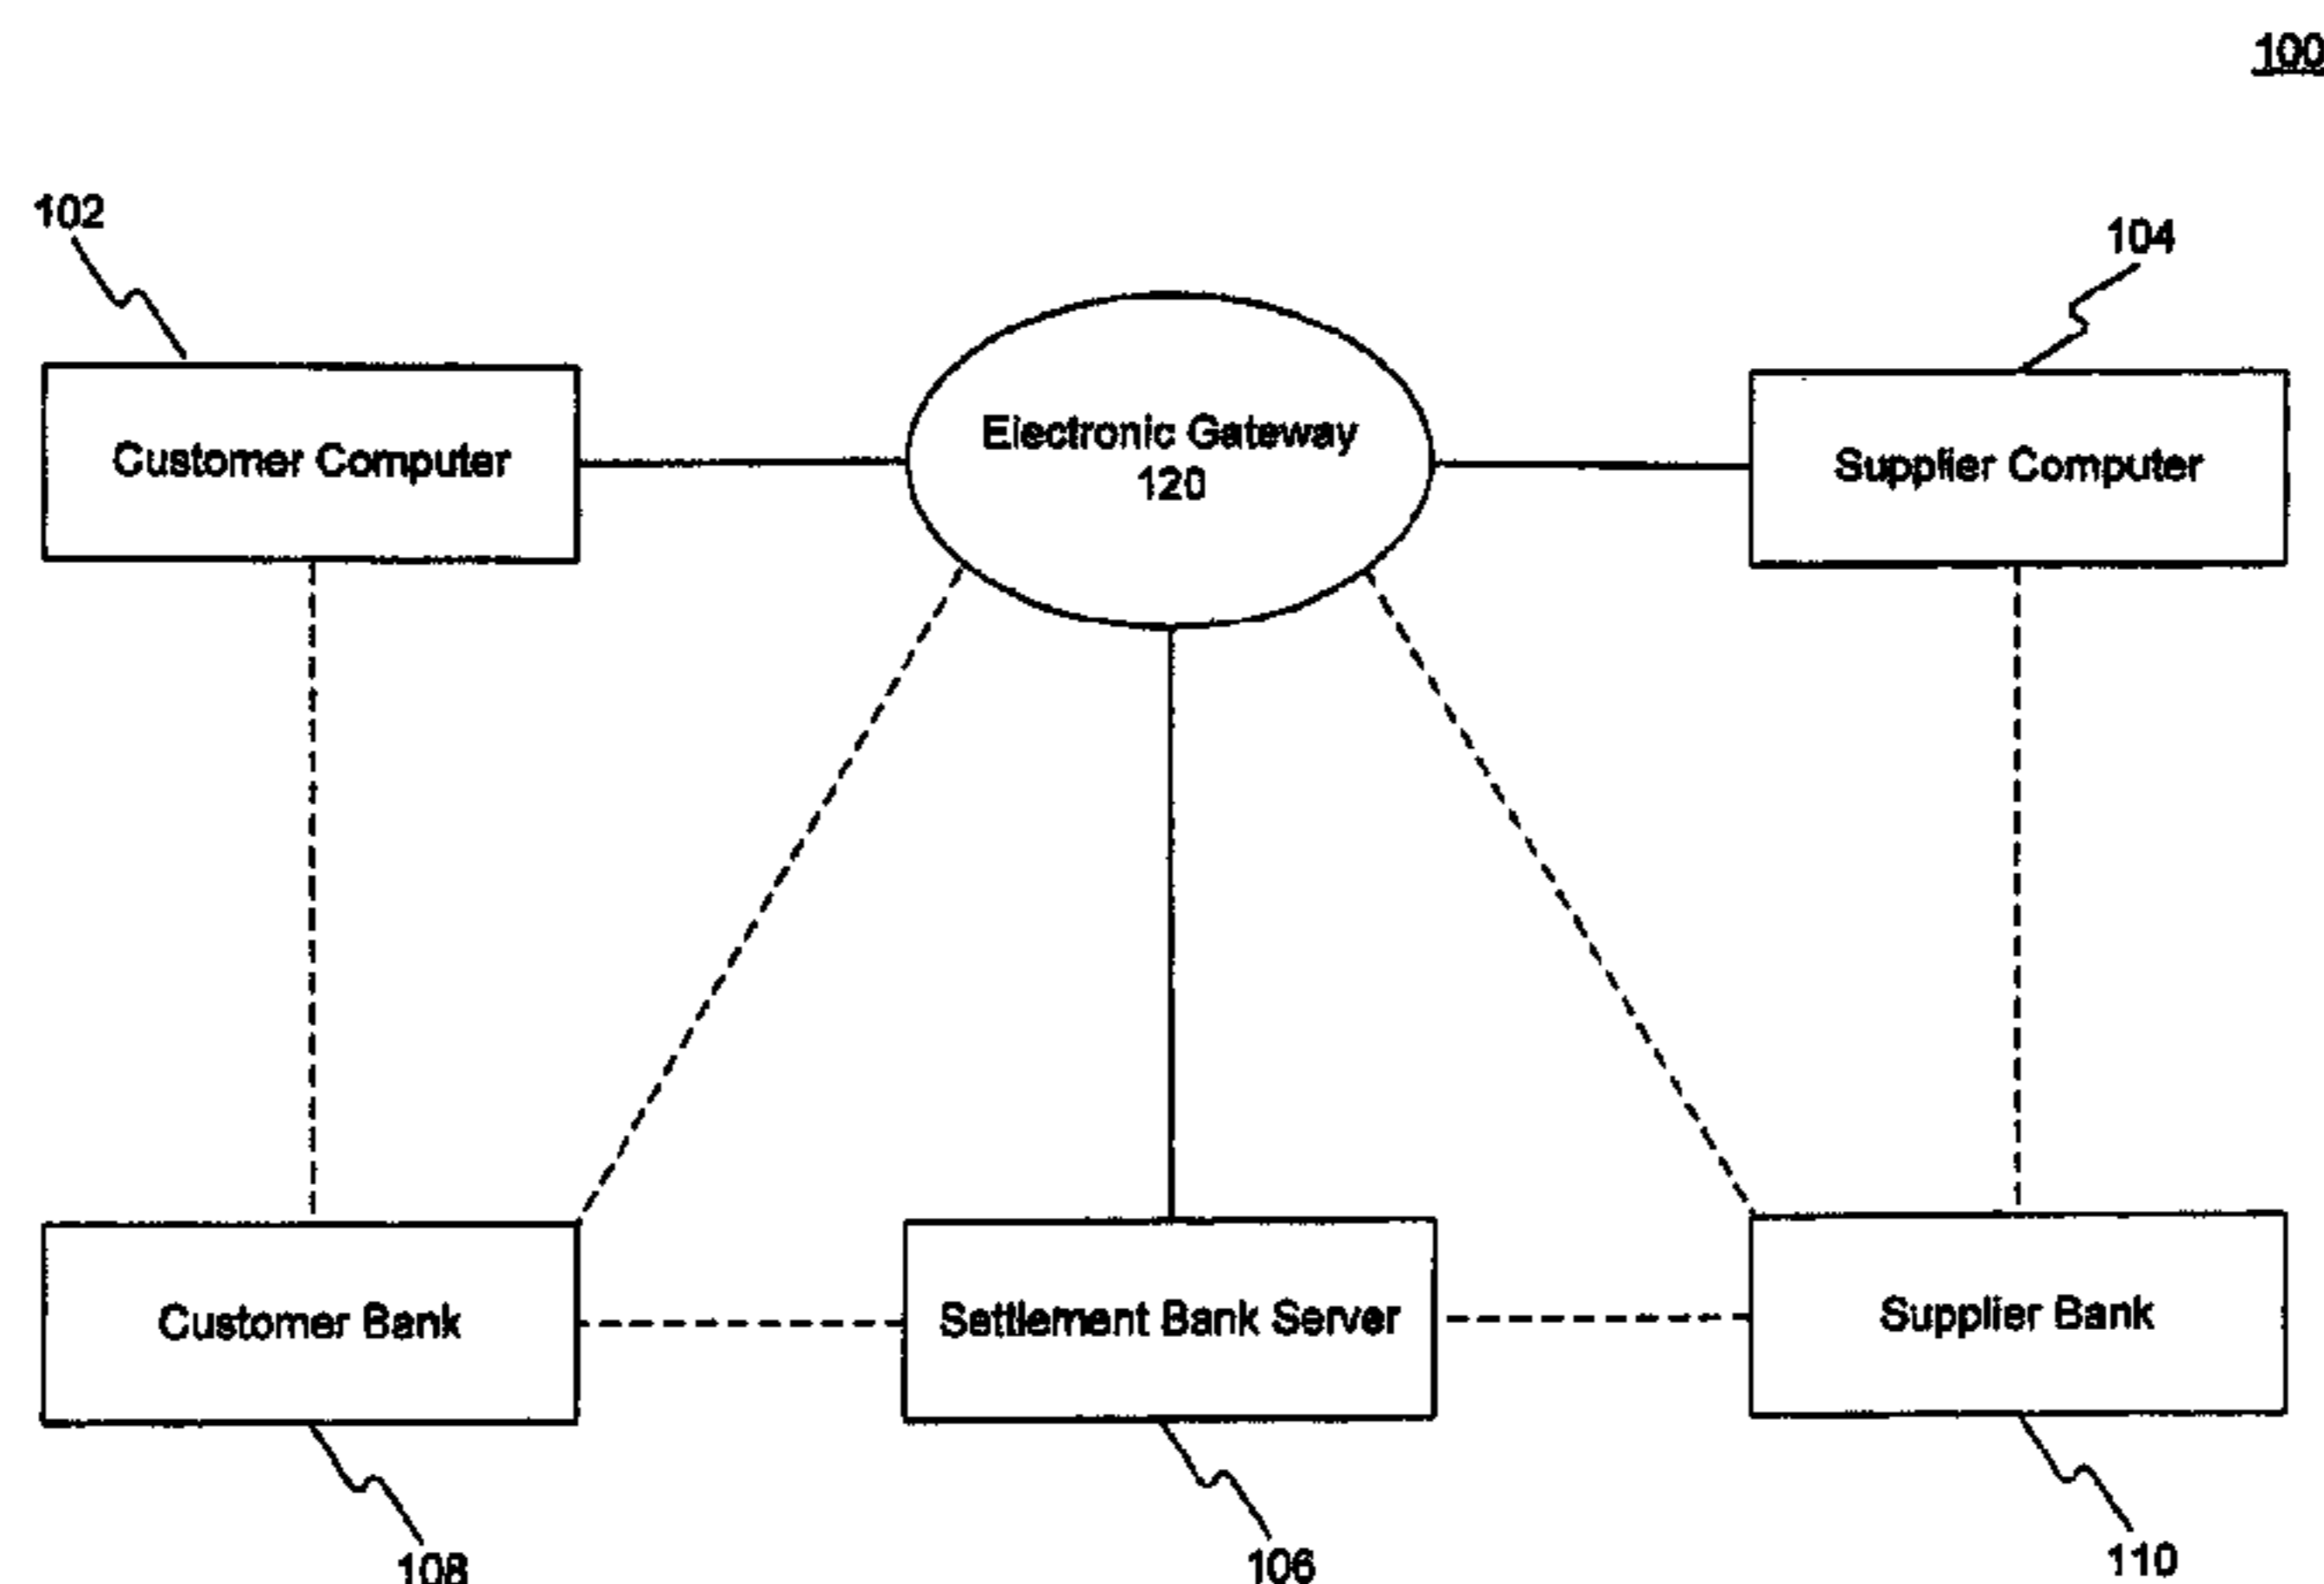 100
102
104
Customer Computer
Electronic Gateway
120
Supplier Computer
Customer Bank
Settlement Bank Server
Supplier Bank
108
106
110